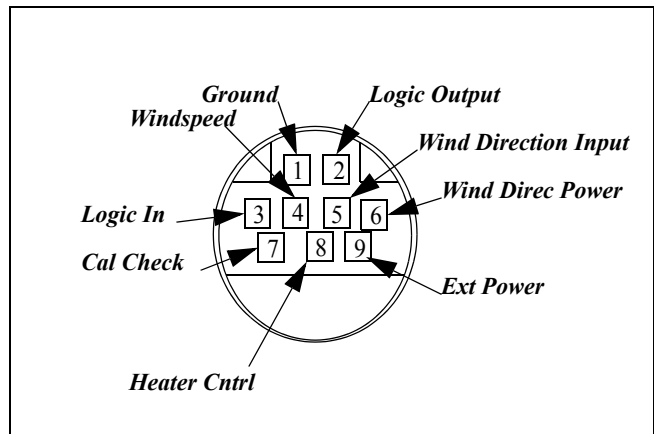 Ground
Logic Output
Windspeed
Wind Direction Input
1 2
Wind Direc Power
Logic In
3 4 5 6
Cal Check
7 8 9
Ext Power
Heater Cntrl